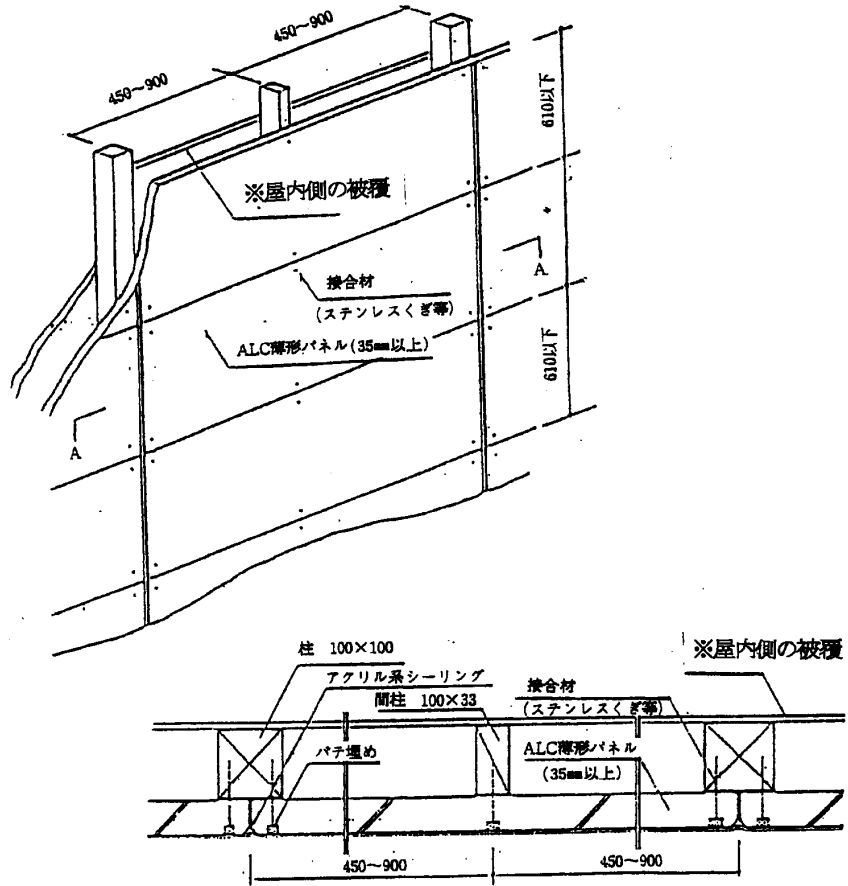 450～900
450～900
610以下
※屋内側の被覆
A
接合材
(ステンレスくぎ等)
ALC薄形パネル(35mm以上)
610以下
A
柱 100×100
※屋内側の被覆
アクリル系シーリング
接合材
間柱 100×33
(ステンレスくぎ等)
パテ埋め
ALC薄形パネル
(35mm以上)
450～900
450～900